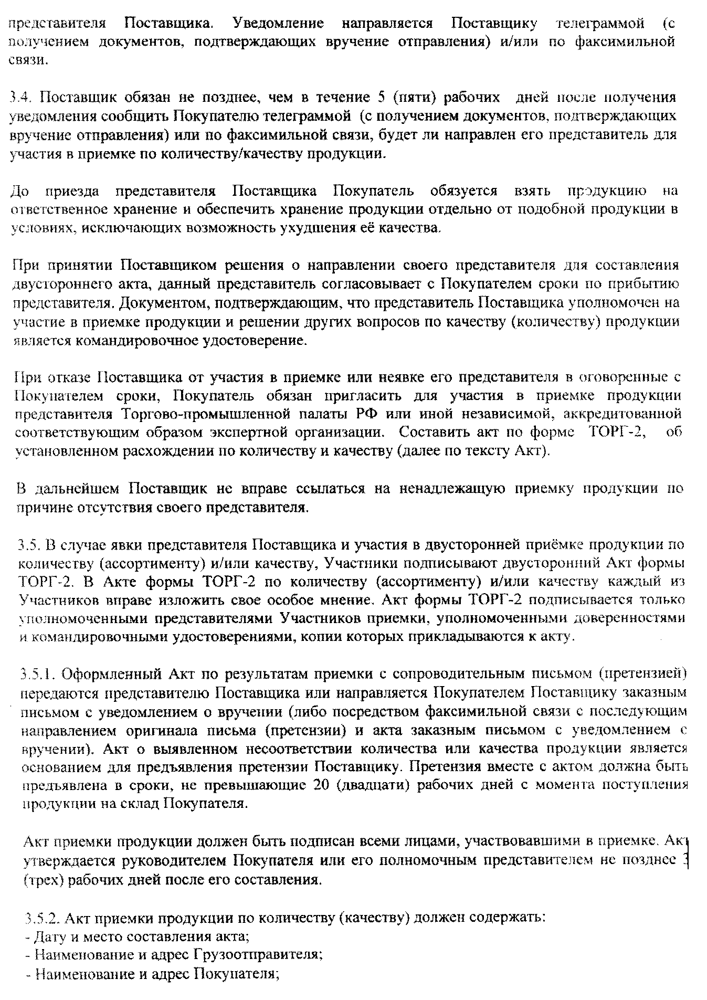 представителя Поставщика. Уведомление направляется Поставщику телеграммой (с
получением документов, подтверждающих вручение отправления) и/или по факсимильной
связи.
3.4. Поставщик обязан не позднее, чем в течение 5 (пяти) рабочих дней после получения
уведомления сообщить Покупателю телеграммой (с получением документов, подтверждающих
вручение отправления) или по факсимильной связи, будет ли направлен его представитель для
участия в приемке по количеству/качеству продукции.
До приезда представителя Поставщика Покупатель обязуется взять продукцию на
ответственное хранение и обеспечить хранение продукции отдельно от подобной продукции в
условиях, исключающих возможность ухудшения её качества.
При принятии Поставщиком решения о направлении своего представителя для составления
двустороннего акта, данный представитель согласовывает с Покупателем сроки по прибытию
представителя. Документом, подтверждающим, что представитель Поставщика уполномочен на
участие в приемке продукции и решении других вопросов по качеству (количеству) продукции
является командировочное удостоверение.
При отказе Поставщика от участия в приемке или неявке его представителя в оговоренные с
Покупателем сроки, Покупатель обязан пригласить для участия в приемке продукции
представителя Торгово-промышленной палаты РФ или иной независимой, аккредитованной
соответствующим образом экспертной организации. Составить акт по форме ТОРГ-2, об
установленном расхождении по количеству и качеству (далее по тексту Акт).
В дальнейшем Поставщик не вправе ссылаться на ненадлежащую приемку продукции по
причине отсутствия своего представителя.
3.5. В случае явки представителя Поставщика и участия в двусторонней приёмке продукции по
количеству (ассортименту) и/или качеству, Участники подписывают двусторонний Акт формы
ТОРГ-2. В Акте формы ТОРГ-2 по количеству (ассортименту) и/или качеству каждый из
Участников вправе изложить свое особое мнение. Акт формы ТОРГ-2 подписывается только
уполномоченными представителями Участников приемки, уполномоченными доверенностями
и командировочными удостоверениями, копии которых прикладываются к акту.
3.5.1. Оформленный Акт по результатам приемки с сопроводительным письмом (претензией)
передаются представителю Поставщика или направляется Покупателем Поставщику заказным
письмом с уведомлением о вручении (либо посредством факсимильной связи с последующим
направлением оригинала письма (претензии) и акта заказным письмом с уведомлением с
вручении). Акт о выявленном несоответствии количества или качества продукции является
основанием для предъявления претензии Поставщику. Претензия вместе с актом должна быть
предъявлена в сроки, не превышающие 20 (двадцати) рабочих дней с момента поступления
продукции на склад Покупателя.
Акт приемки продукции должен быть подписан всеми лицами, участвовавшими в приемке. Акт
утверждается руководителем Покупателя или его полномочным представителем не позднее 3
(трех) рабочих дней после его составления.
3.5.2. Акт приемки продукции по количеству (качеству) должен содержать:
- Дату и место составления акта;
- Наименование и адрес Грузоотправителя;
- Наименование и адрес Покупателя;